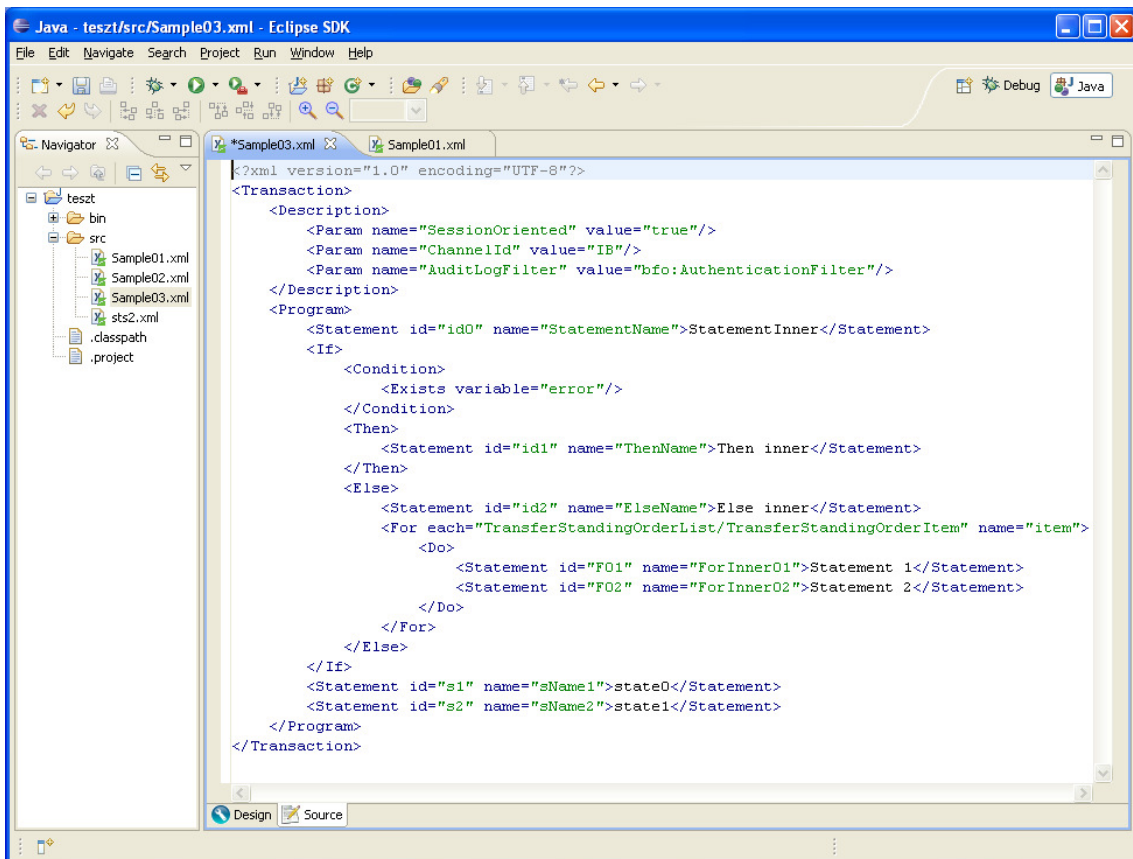 Java - teszt/src/Sample03.xml - Eclipse SDK
File Edit Navigate Search Project Run Window Help
Debug Java
Navigator
*Sample03.xml Sample01.xml
teszt
bin
src
Sample01.xml
Sample02.xml
Sample03.xml
sts2.xml
.classpath
.project
<?xml version="1.0" encoding="UTF-8"?>
<Transaction>
<Description>
<Param name="SessionOriented" value="true"/>
<Param name="ChannelId" value="IB"/>
<Param name="AuditLogFilter" value="bfo:AuthenticationFilter"/>
</Description>
<Program>
<Statement id="id0" name="StatementName">StatementInner</Statement>
<If>
<Condition>
<Exists variable="error"/>
</Condition>
<Then>
<Statement id="id1" name="ThenName">Then inner</Statement>
</Then>
<Else>
<Statement id="id2" name="ElseName">Else inner</Statement>
<For each="TransferStandingOrderList/TransferStandingOrderItem" name="item">
<Do>
<Statement id="FO1" name="ForInner01">Statement 1</Statement>
<Statement id="FO2" name="ForInner02">Statement 2</Statement>
</Do>
</For>
</Else>
</If>
<Statement id="s1" name="sName1">state0</Statement>
<Statement id="s2" name="sName2">state1</Statement>
</Program>
</Transaction>
Design Source